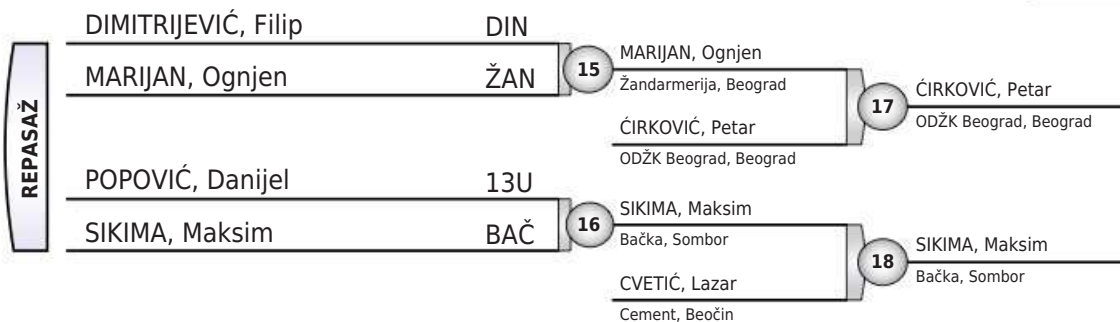 REPASAŽ
DIMITRIJEVIĆ, Filip DIN
MARIJAN, Ognjen ŽAN
POPOVIĆ, Danijel 13U
SIKIMA, Maksim BAČ
15
MARIJAN, Ognjen
Žandarmerija, Beograd
ĆIRKOVIĆ, Petar
ODŽK Beograd, Beograd
16
SIKIMA, Maksim
Bačka, Sombor
CVETIĆ, Lazar
Cement, Beočin
17
ĆIRKOVIĆ, Petar
ODŽK Beograd, Beograd
18
SIKIMA, Maksim
Bačka, Sombor